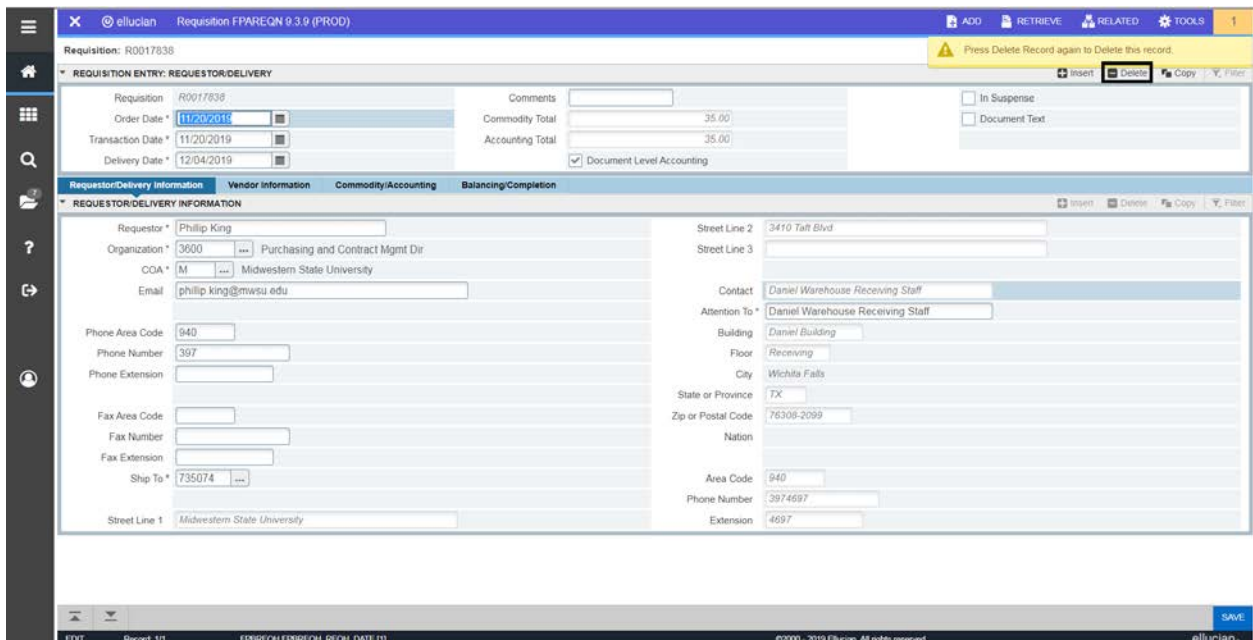 ellucian Requisition FPAREQN 9.3.9 (PROD) ADD RETRIEVE RELATED TOOLS 1
Requisition: R0017838
Press Delete Record again to Delete this record.
REQUISITION ENTRY: REQUESTOR/DELIVERY Insert Delete Copy Filter
Requisition R0017838 Comments In Suspense
Order Date * 11/20/2019 Commodity Total 35.00 Document Text
Transaction Date * 11/20/2019 Accounting Total 35.00
Delivery Date * 12/04/2019 Document Level Accounting
Requestor/Delivery Information Vendor Information Commodity/Accounting Balancing/Completion
REQUESTOR/DELIVERY INFORMATION Insert Delete Copy Filter
Requestor * Phillip King Street Line 2 3410 Taft Blvd
Organization * 3600 ... Purchasing and Contract Mgmt Dir Street Line 3
COA * M ... Midwestern State University
Email phillip.king@mwsu.edu Contact Daniel Warehouse Receiving Staff
Attention To * Daniel Warehouse Receiving Staff
Phone Area Code 940 Building Daniel Building
Phone Number 397 Floor Receiving
Phone Extension City Wichita Falls
State or Province TX
Fax Area Code Zip or Postal Code 76308-2099
Fax Number Nation
Fax Extension
Ship To * 735074 ... Area Code 940
Phone Number 3974697
Street Line 1 Midwestern State University Extension 4697
SAVE
EDIT Record: 1/1 FPBREQH.FPBREQH_REQH_DATE [1] ©2000 - 2019 Ellucian. All rights reserved. ellucian